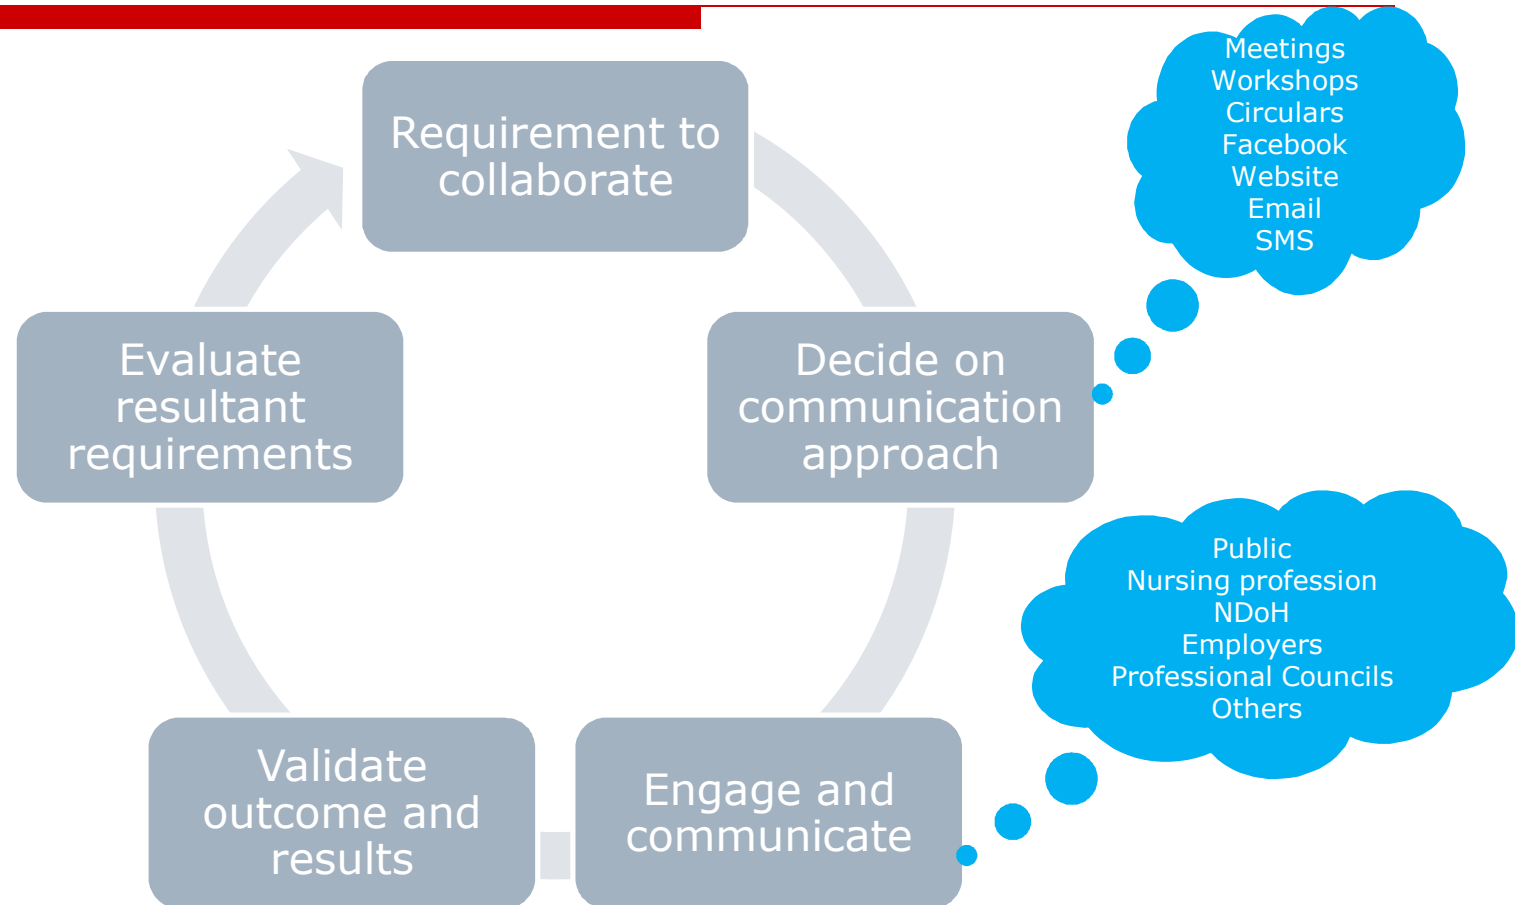 Requirement to
collaborate
Meetings
Workshops
Circulars
Facebook
Website
Email
SMS
Evaluate
resultant
requirements
Decide on
communication
approach
Public
Nursing profession
NDoH
Employers
Professional Councils
Others
Validate
outcome and
results
Engage and
communicate